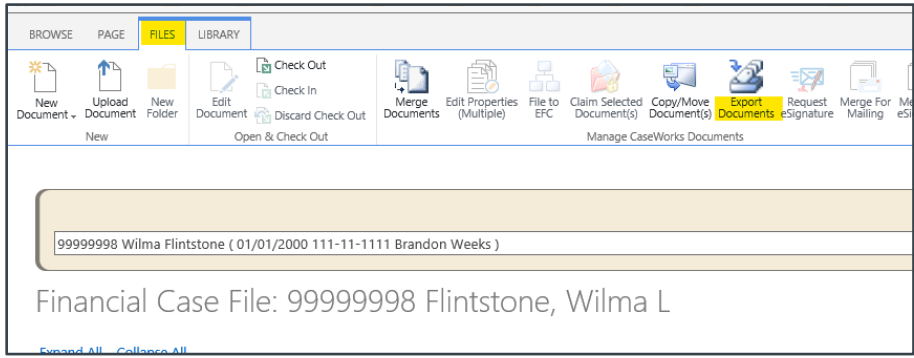 BROWSE PAGE FILES LIBRARY
New Document
Upload Document
New Folder
Edit Document
Check Out
Check In
Discard Check Out
Merge Documents
Edit Properties (Multiple)
File to EFC
Claim Selected Document(s)
Copy/Move Document(s)
Export Documents
Request eSignature
Merge For Mailing
New
Open & Check Out
Manage CaseWorks Documents
99999998 Wilma Flintstone ( 01/01/2000 111-11-1111 Brandon Weeks )
Financial Case File: 99999998 Flintstone, Wilma L
Expand All Collapse All